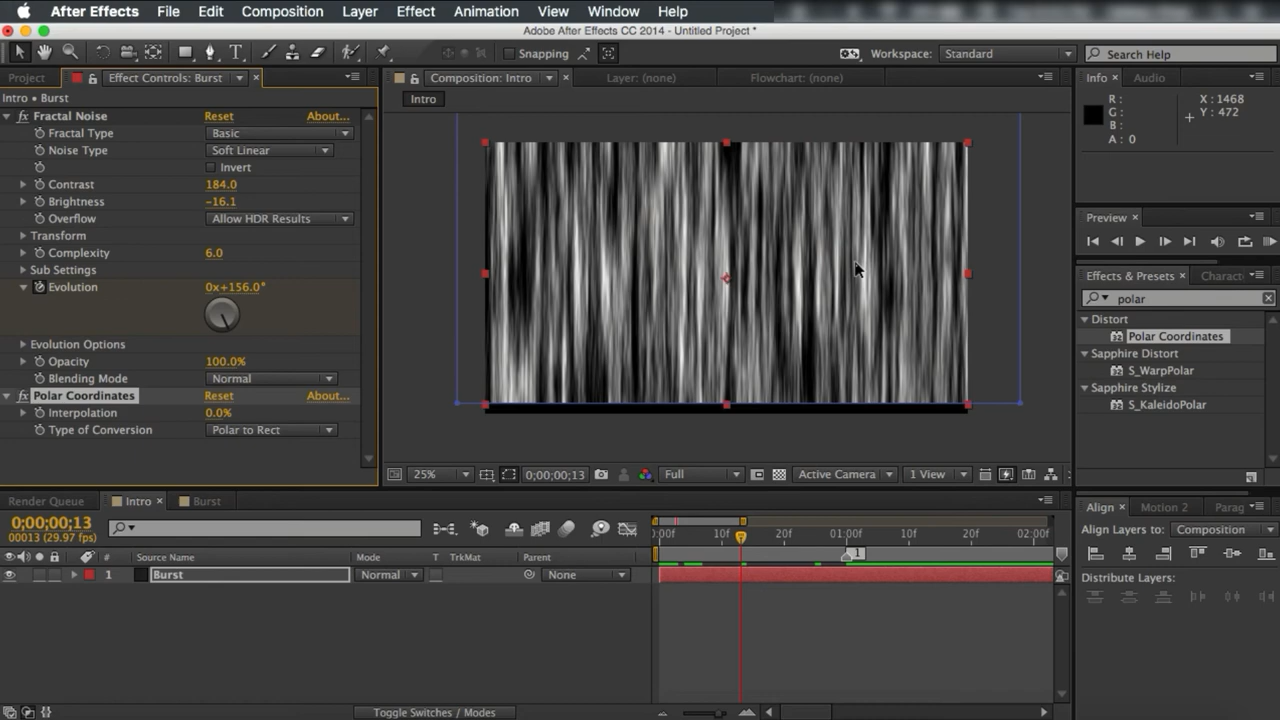 After Effects File Edit Composition Layer Effect Animation View Window Help
Adobe After Effects CC 2014 - Untitled Project *
Snapping Workspace: Standard Search Help
Project Effect Controls: Burst Composition: Intro Layer: (none) Flowchart: (none) Info Audio
Intro • Burst
Intro
R: X: 1468
G: Y: 472
B:
A: 0
fx Fractal Noise Reset About...
Fractal Type Basic
Noise Type Soft Linear
Invert
Contrast 184.0
Brightness -16.1
Overflow Allow HDR Results
Transform
Complexity 6.0
Sub Settings
Evolution 0x+156.0°
Evolution Options
Opacity 100.0%
Blending Mode Normal
fx Polar Coordinates Reset About...
Interpolation 0.0%
Type of Conversion Polar to Rect
Preview
Effects & Presets Charact
polar
Distort
Polar Coordinates
Sapphire Distort
S_WarpPolar
Sapphire Stylize
S_KaleidoPolar
25% 0;00;00;13 Full Active Camera 1 View
Render Queue Intro Burst
0;00;00;13
00013 (29.97 fps)
0:00f 10f 20f 01:00f 10f 20f 02:00f
# Source Name Mode T TrkMat Parent
1
1 Burst Normal None
Toggle Switches / Modes
Align Motion 2 Parag
Align Layers to: Composition
Distribute Layers: